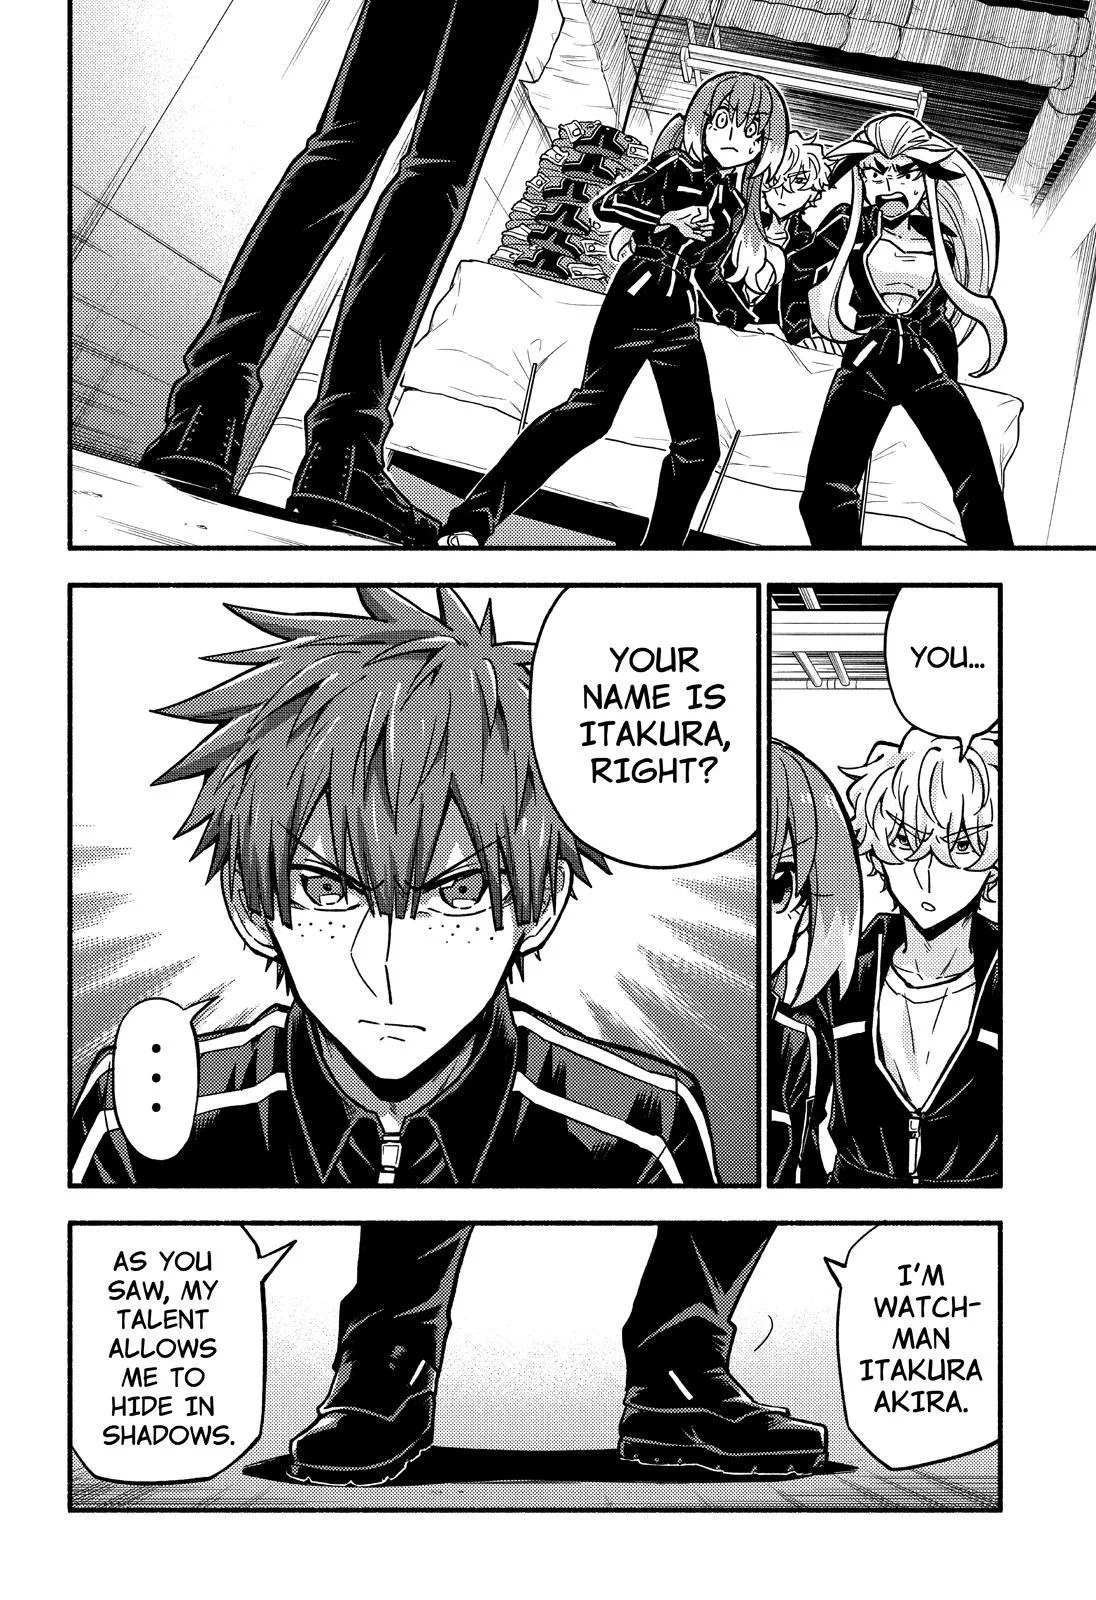 YOU...
YOUR
NAME IS
ITAKURA,
RIGHT?
...
I'M
WATCH-
MAN
ITAKURA
AKIRA.
AS YOU
SAW, MY
TALENT
ALLOWS
ME TO
HIDE IN
SHADOWS.